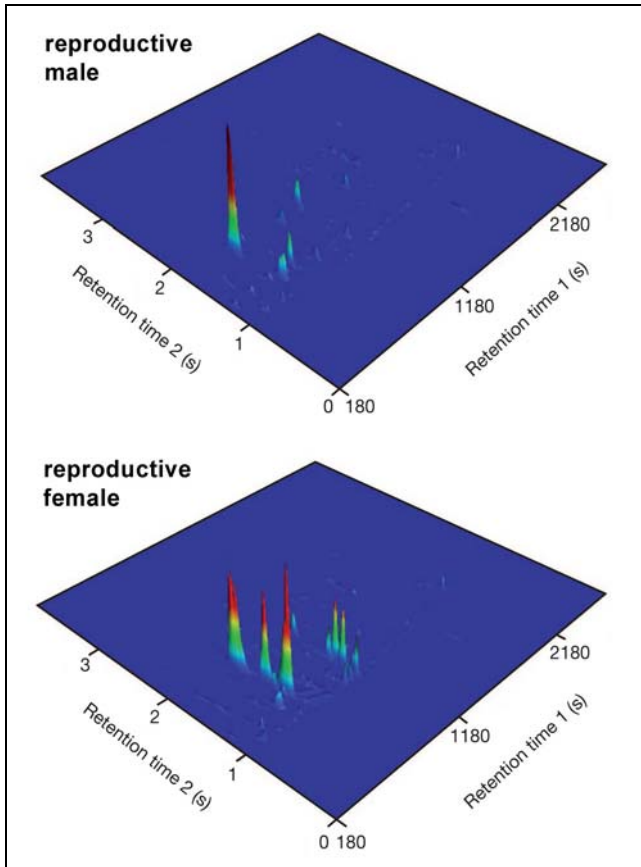 reproductive
male
3
2
1
0 180
1180
2180
Retention time 2 (s)
Retention time 1 (s)
reproductive
female
3
2
1
0 180
1180
2180
Retention time 2 (s)
Retention time 1 (s)